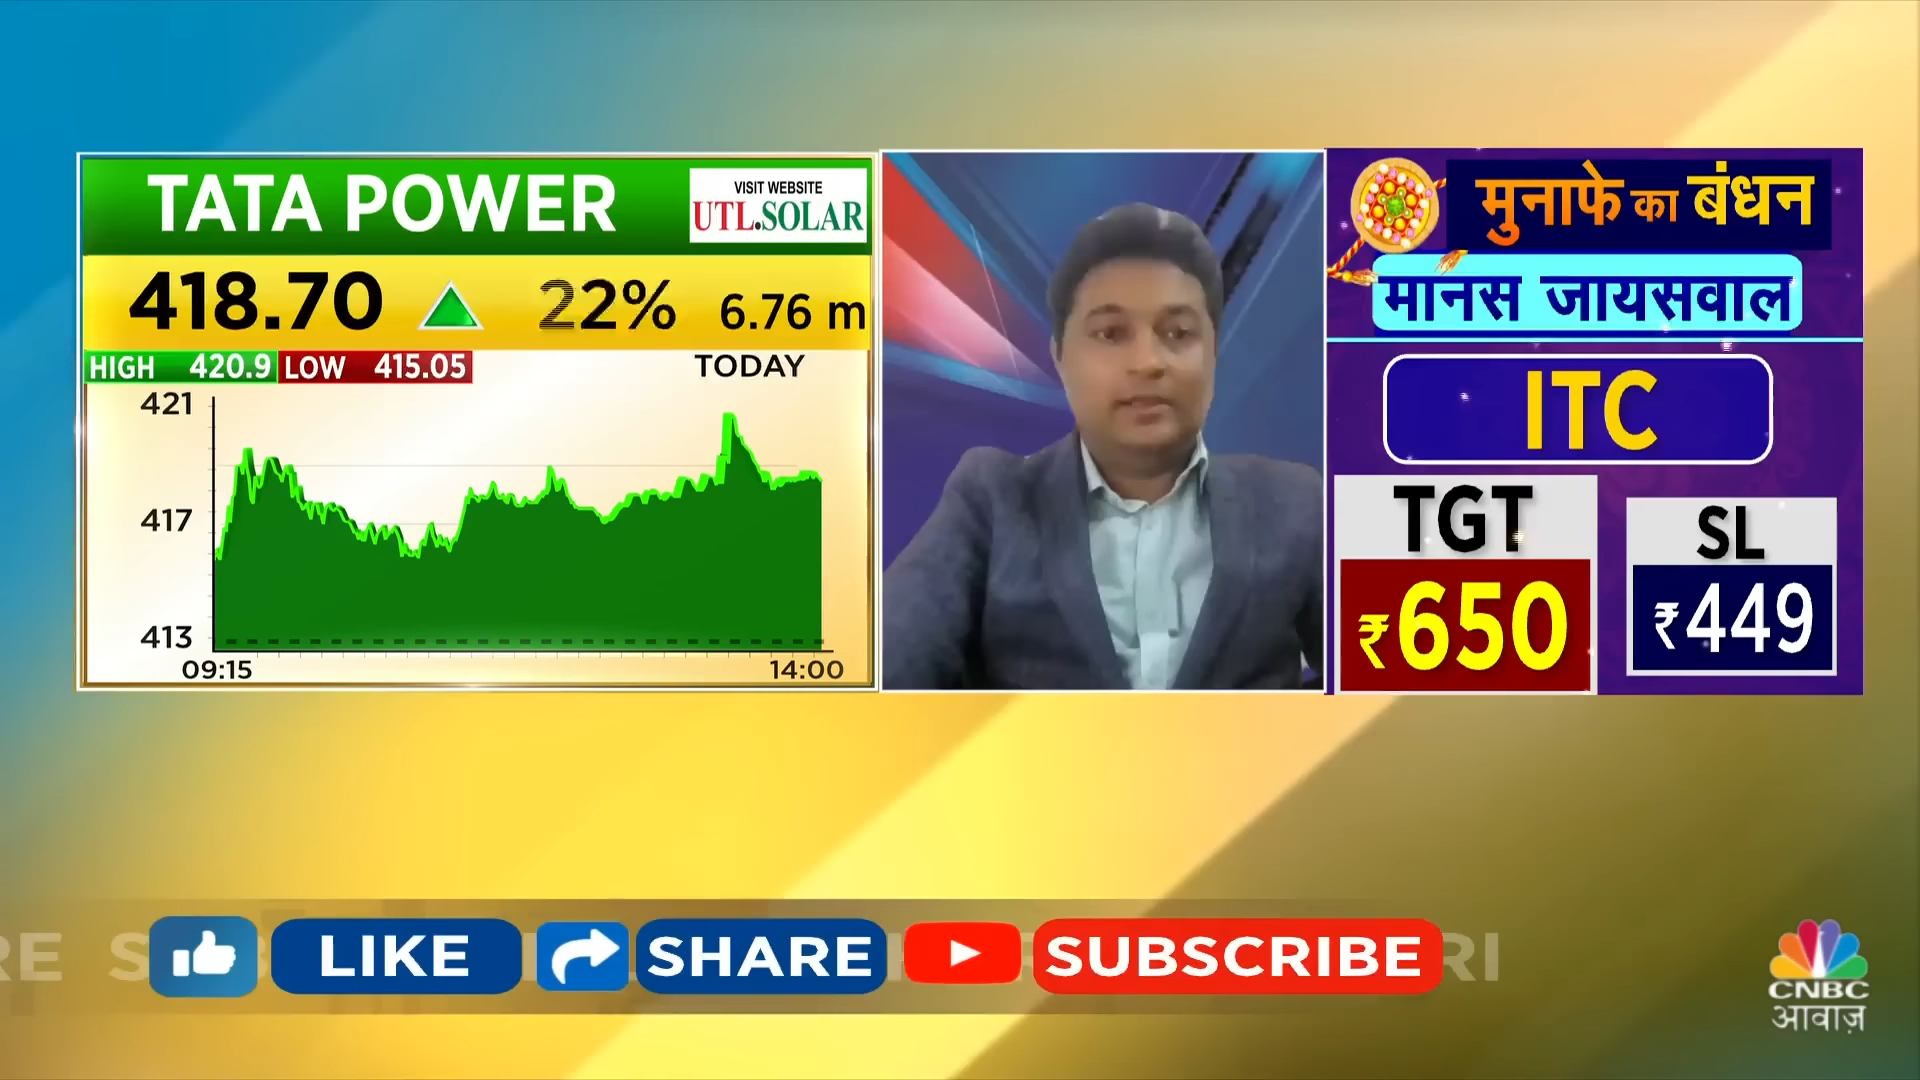 TATA POWER
VISIT WEBSITE
UTL.SOLAR
418.70
22%
6.76 m
HIGH 420.9 LOW 415.05
TODAY
421
417
413
09:15
14:00
मुनाफे का बंधन
मानस जायसवाल
ITC
TGT
₹650
SL
₹449
LIKE
SHARE
SUBSCRIBE
CNBC
आवाज़